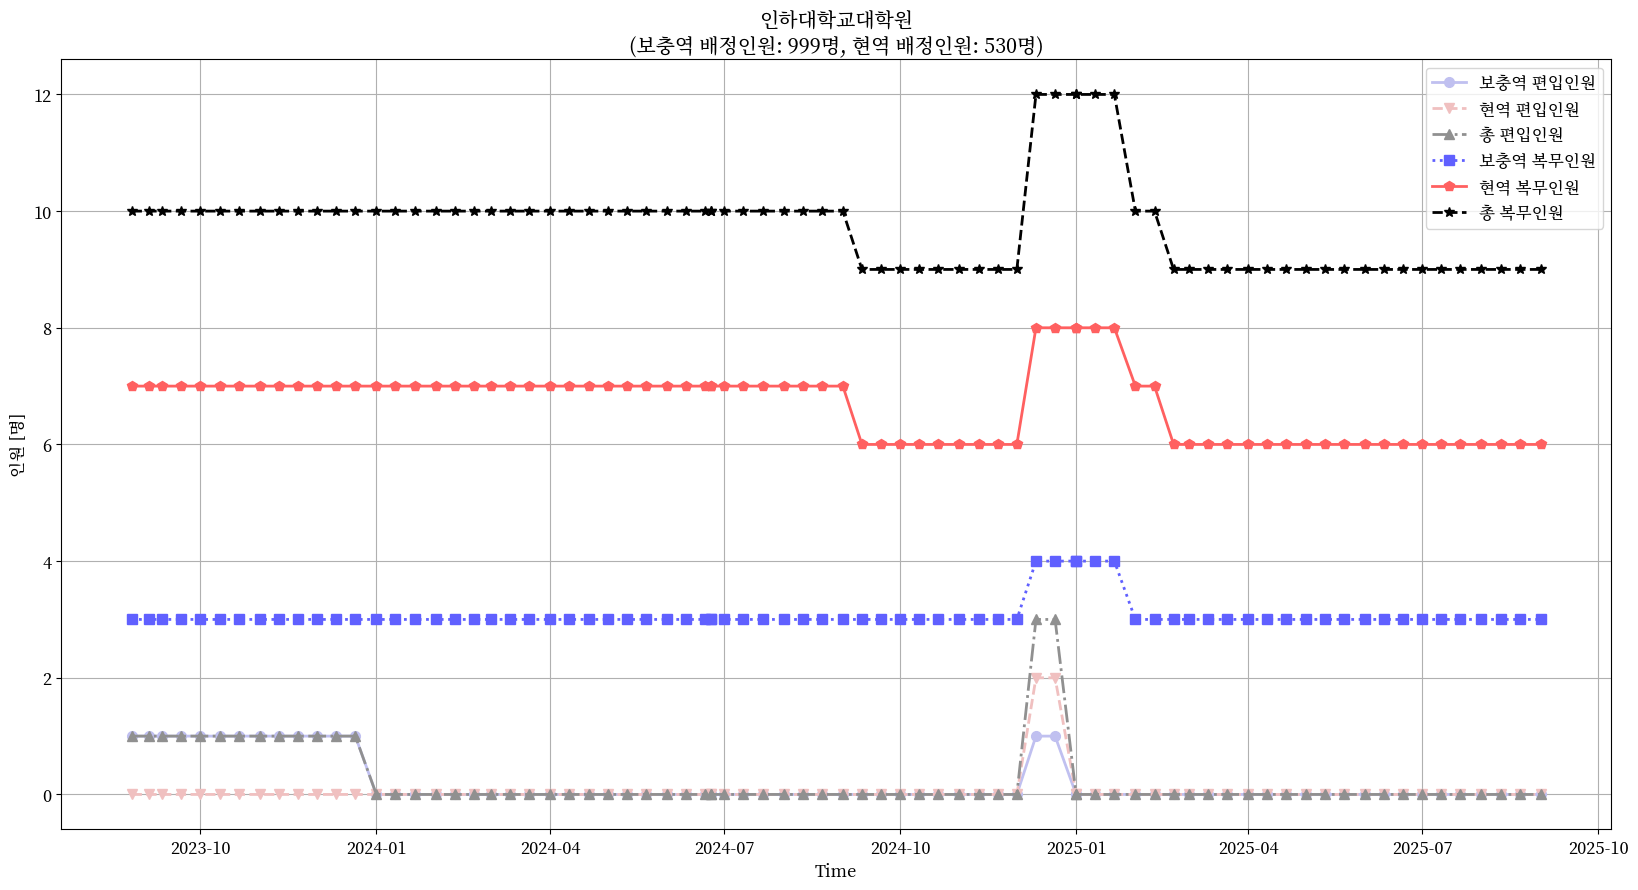 인하대학교대학원
(보충역 배정인원: 999명, 현역 배정인원: 530명)
보충역 편입인원
현역 편입인원
총 편입인원
보충역 복무인원
현역 복무인원
총 복무인원
인원 [명]
12
10
8
6
4
2
0
2023-10
2024-01
2024-04
2024-07
2024-10
2025-01
2025-04
2025-07
2025-10
Time